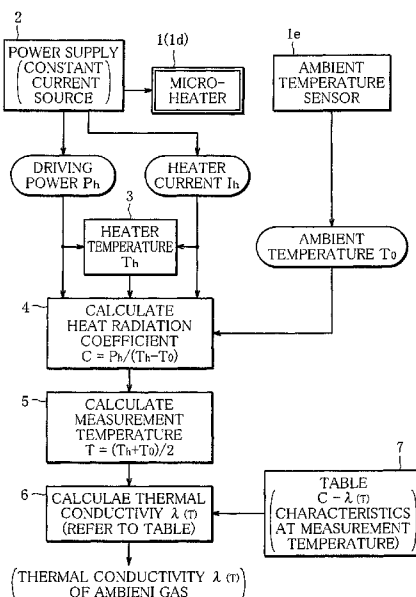 2
POWER SUPPLY
(CONSTANT
CURRENT
SOURCE)
1(1d)
MICRO-
HEATER
1e
AMBIENT
TEMPERATURE
SENSOR
DRIVING
POWER Ph
HEATER
CURRENT Ih
3
HEATER
TEMPERATURE
Th
AMBIENT
TEMPERATURE T0
4
CALCULATE
HEAT RADIATION
COEFFICIENT
C = Ph/(Th-T0)
5
CALCULATE
MEASUREMENT
TEMPERATURE
T = (Th+T0)/2
6
CALCULAE THERMAL
CONDUCTIVIY λ (T)
(REFER TO TABLE)
7
TABLE
(C - λ (T)
CHARACTERISTICS
AT MEASUREMENT
TEMPERATURE)
(THERMAL CONDUCTIVITY λ (T)
OF AMBIENI GAS)